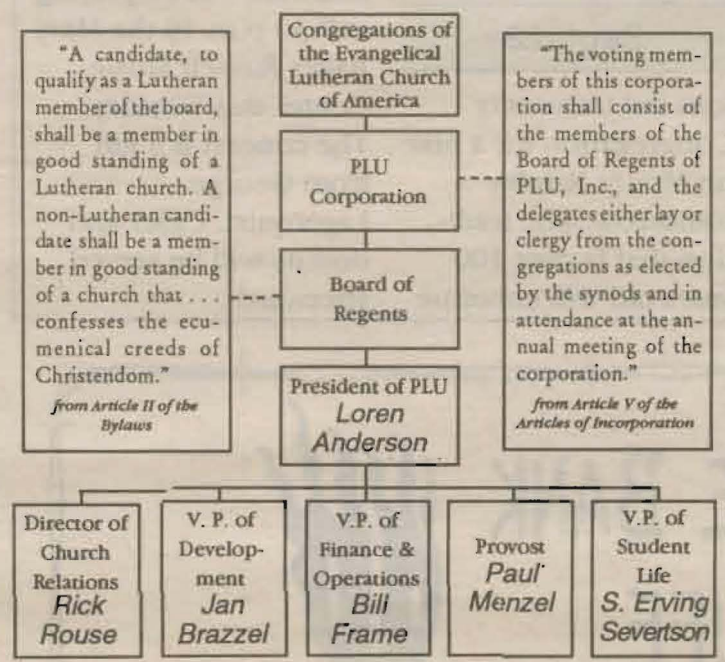 "A candidate, to
qualify as a Lutheran
member of the board,
shall be a member in
good standing of a
Lutheran church. A
non-Lutheran candi-
date shall be a mem-
ber in good standing
of a church that . . .
confesses the ecu-
menical creeds of
Christendom."
from Article II of the
Bylaws
Congregations of
the Evangelical
Lutheran Church
of America
PLU
Corporation
Board of
Regents
President of PLU
Loren
Anderson
"The voting mem-
bers of this corpora-
tion shall consist of
the members of the
Board of Regents of
PLU, Inc., and the
delegates either lay or
clergy from the con-
gregations as elected
by the synods and in
attendance at the an-
nual meeting of the
corporation."
from Article V of the
Articles of Incorporation
Director of
Church
Relations
Rick
Rouse
V. P. of
Develop-
ment
Jan
Brazzel
V.P. of
Finance &
Operations
Bill
Frame
Provost
Paul
Menzel
V.P. of
Student
Life
S. Erving
Severtson